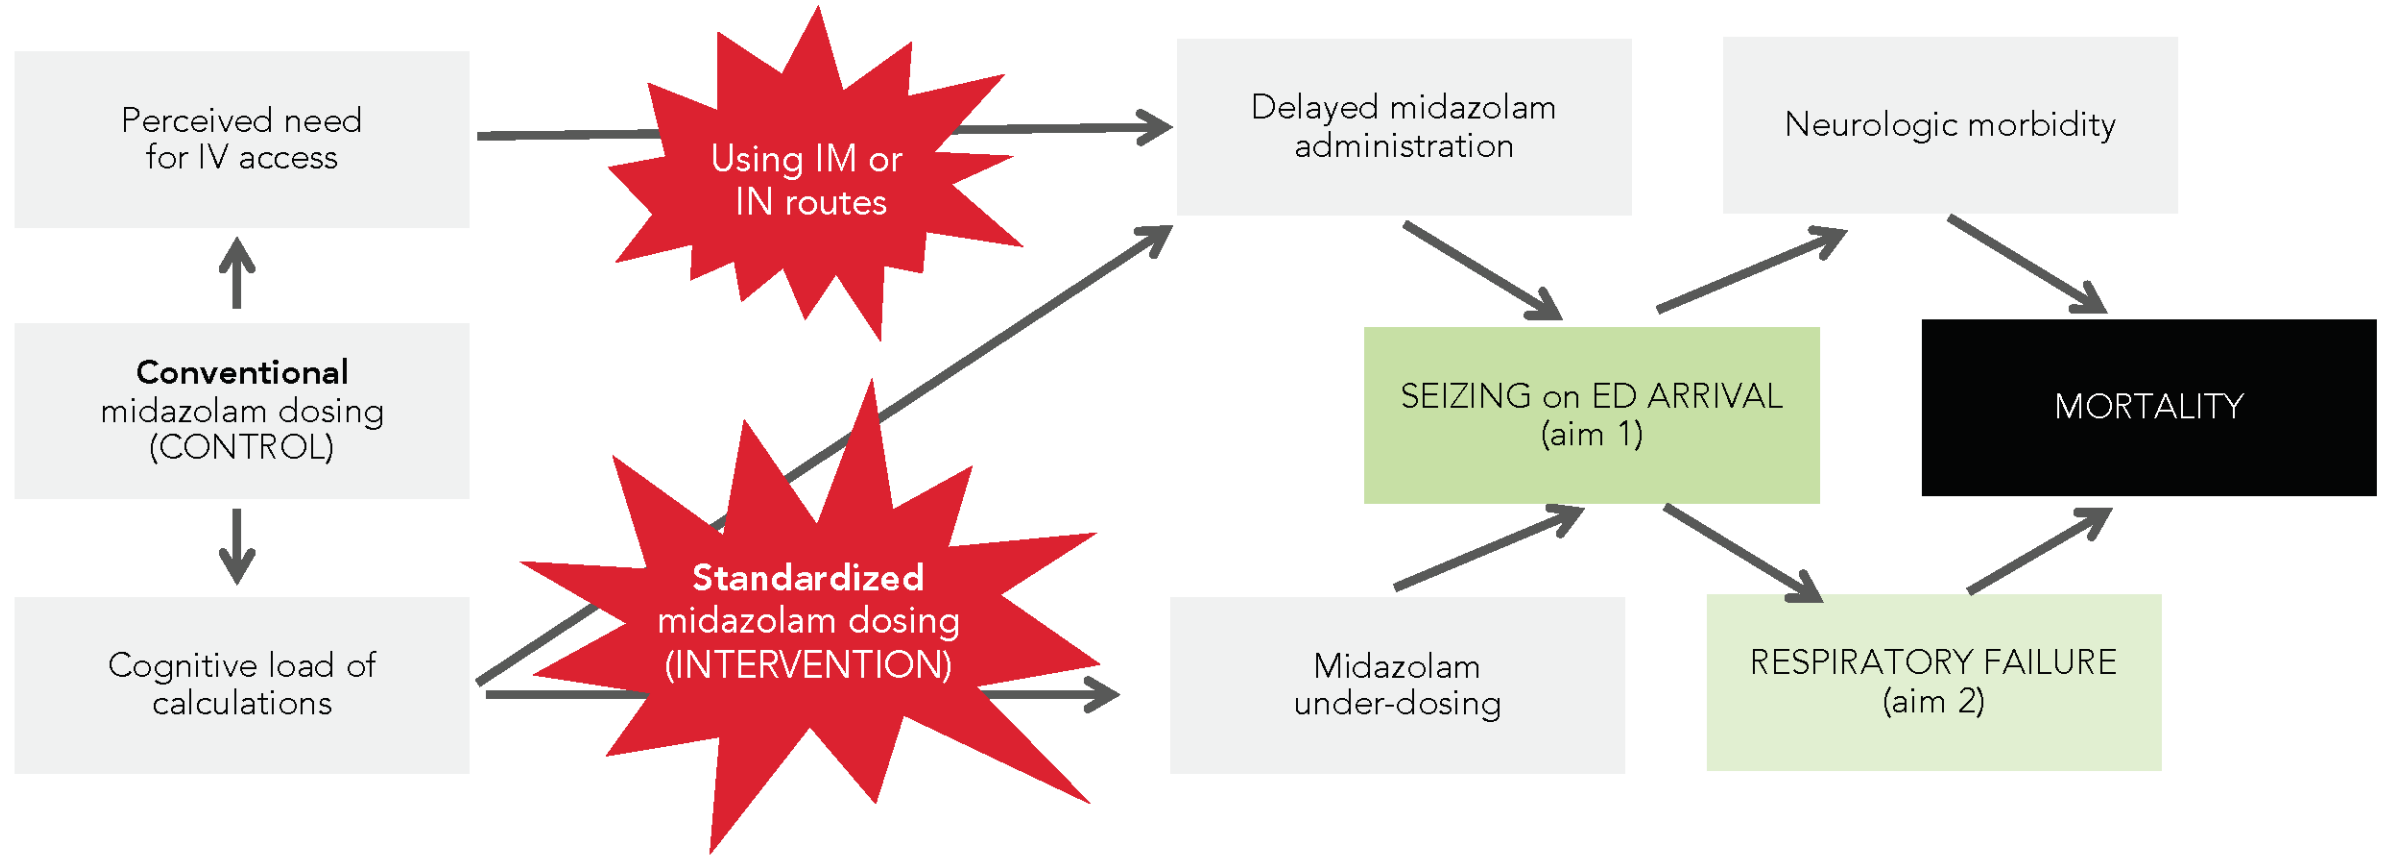 Perceived need
for IV access
Using IM or
IN routes
Delayed midazolam
administration
Neurologic morbidity
Conventional
midazolam dosing
(CONTROL)
SEIZING on ED ARRIVAL
(aim 1)
MORTALITY
Cognitive load of
calculations
Standardized
midazolam dosing
(INTERVENTION)
Midazolam
under-dosing
RESPIRATORY FAILURE
(aim 2)